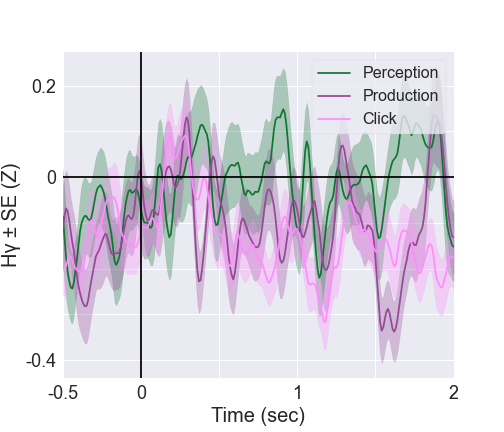 Perception
Production
Click
Hγ ± SE (Z)
0.2
0
-0.4
-0.5
0
1
2
Time (sec)